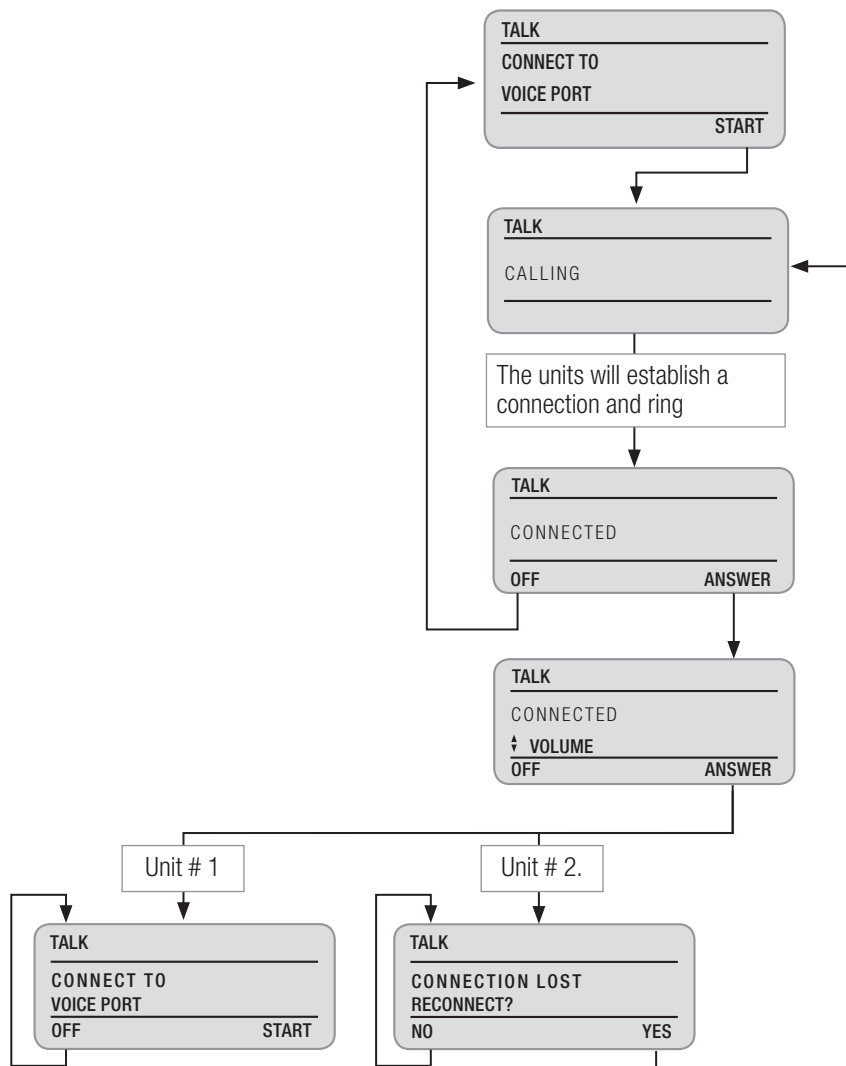 TALK
CONNECT TO
VOICE PORT
START
TALK
CALLING
The units will establish a
connection and ring
TALK
CONNECTED
OFF ANSWER
TALK
CONNECTED
VOLUME
OFF ANSWER
Unit # 1
Unit # 2.
TALK
CONNECT TO
VOICE PORT
OFF START
TALK
CONNECTION LOST
RECONNECT?
NO YES